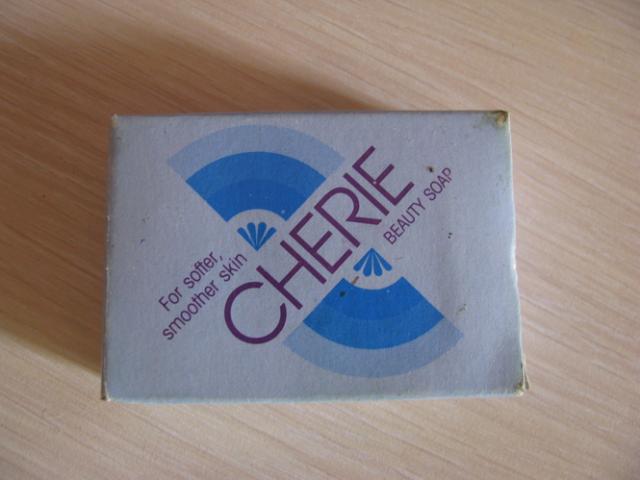 For softer,
smoother skin
CHERIE
BEAUTY SOAP